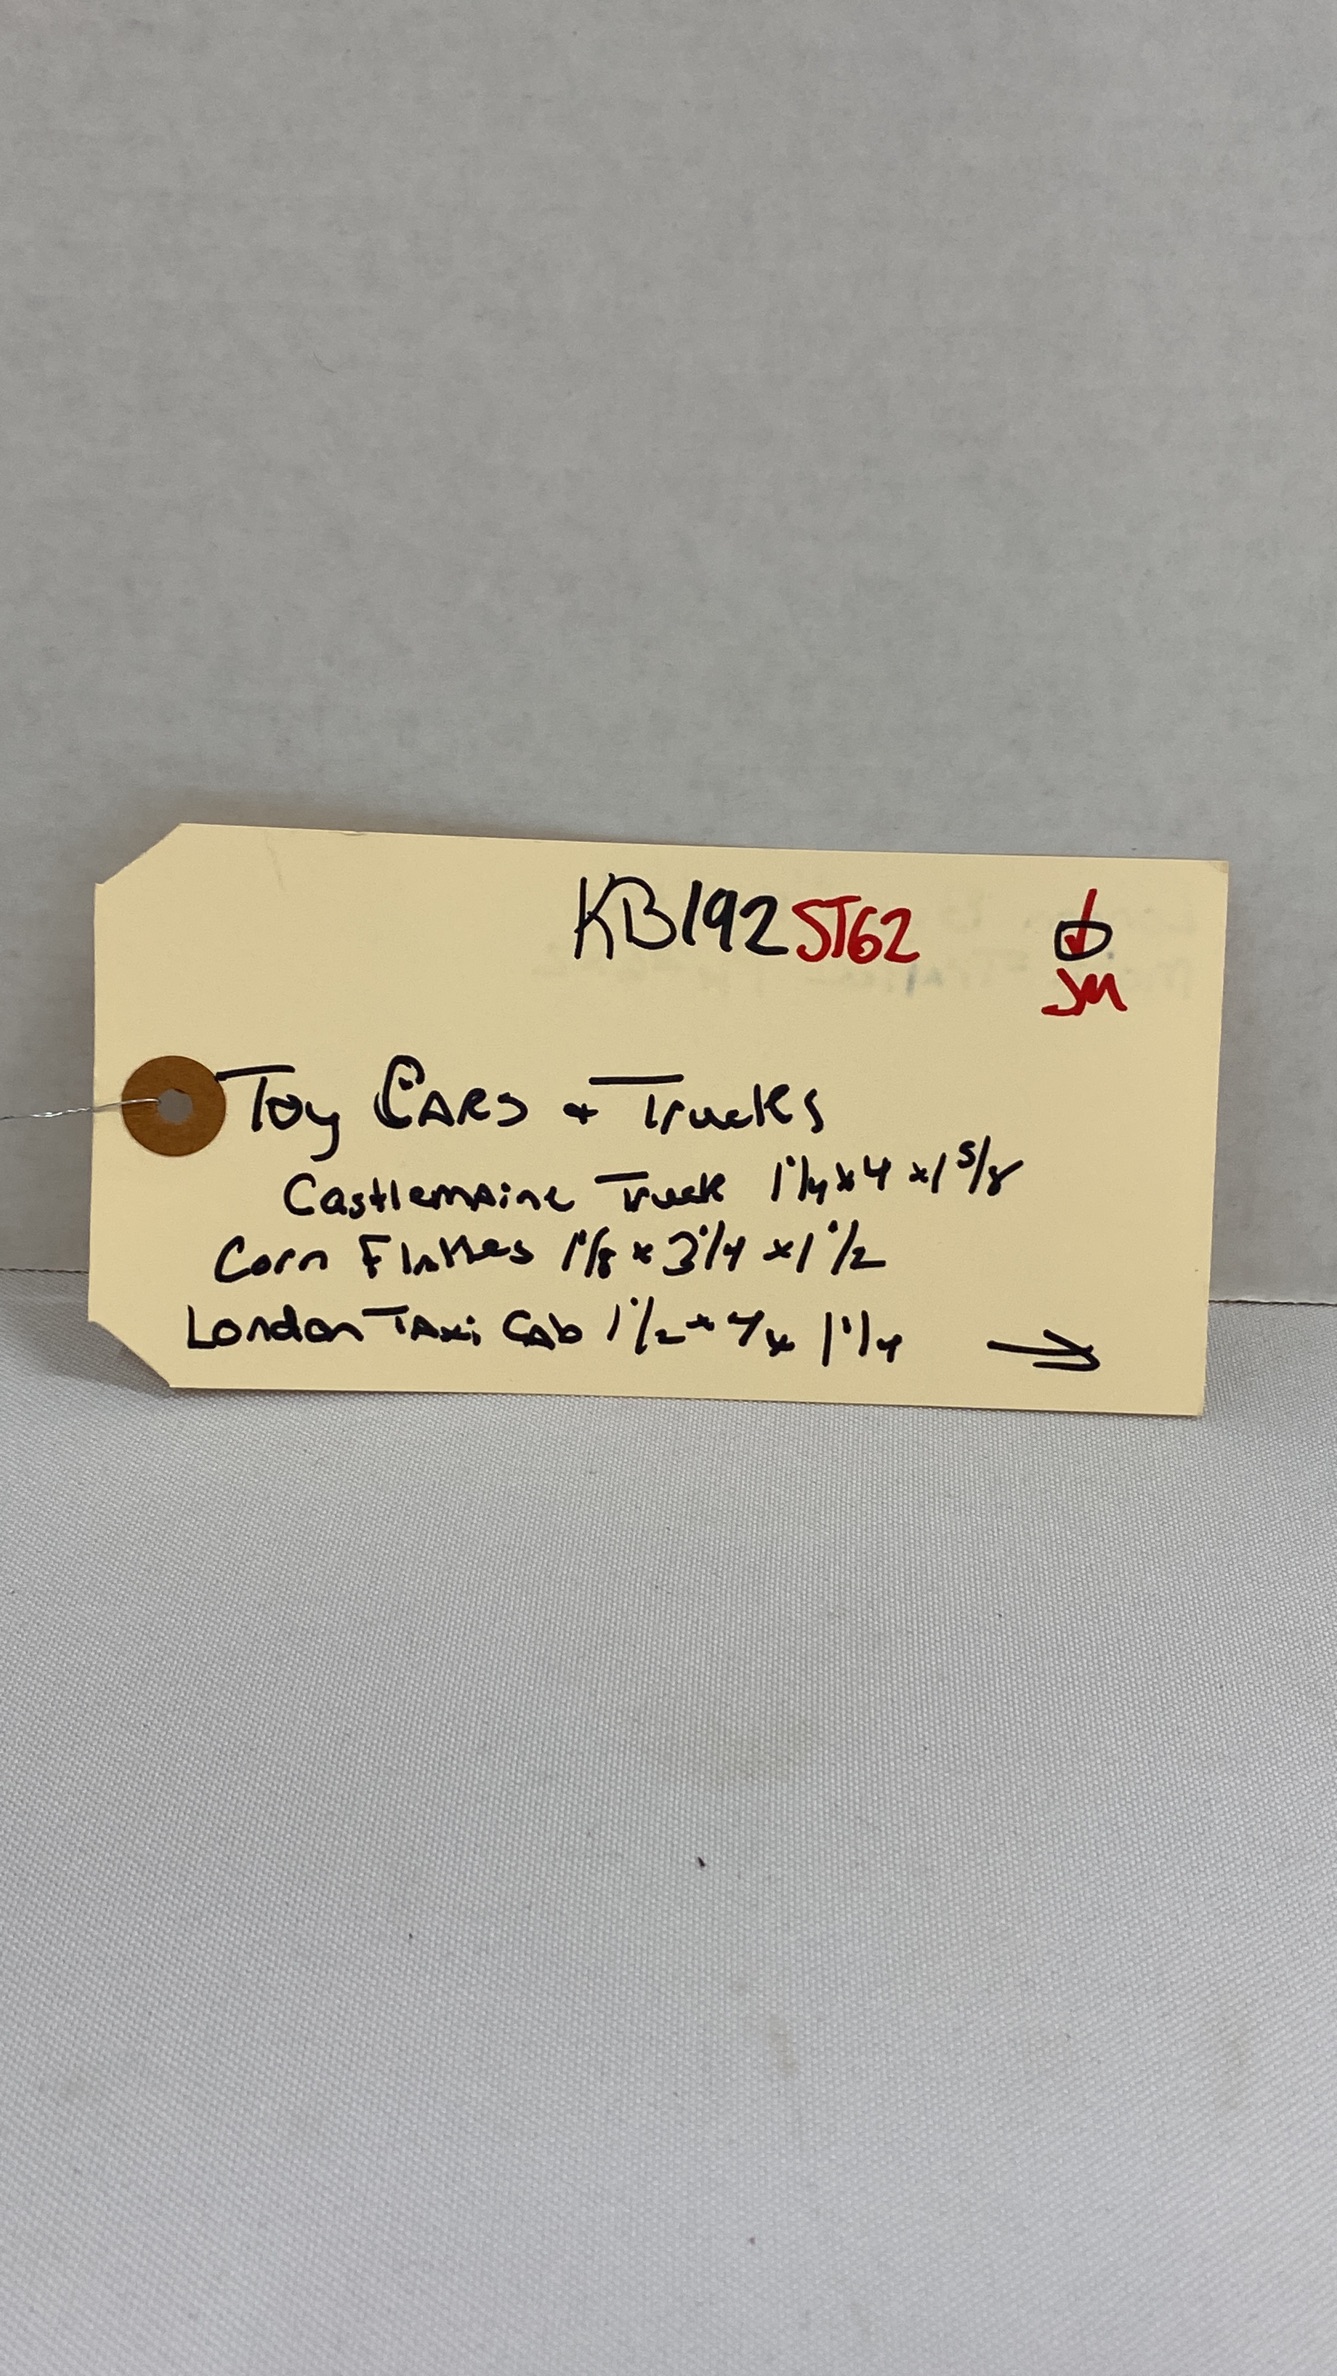 KB192 ST62
JM
Toy CARS + Trucks
Castlemaine Truck 1 1/4 x 4 x 1 5/8
Corn Flakes 1 1/8 x 3 1/4 x 1 1/2
London Taxi Cab 1 1/2 x 4 x 1 1/4 →